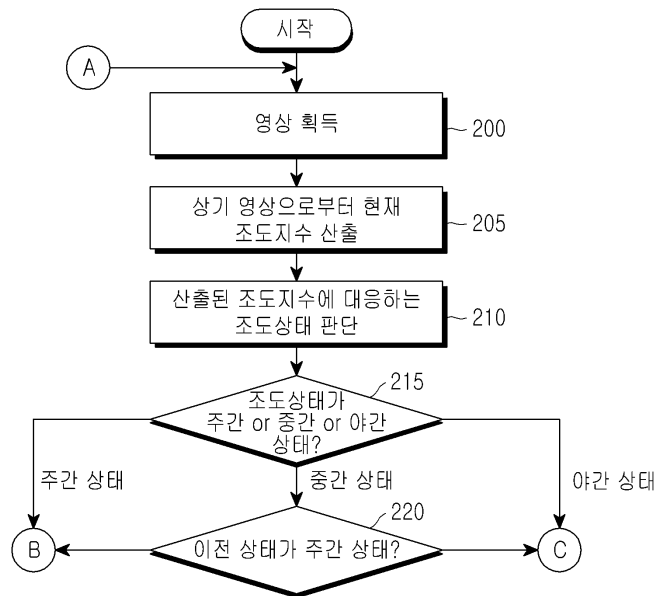 시작
A
영상 획득
200
상기 영상으로부터 현재
조도지수 산출
205
산출된 조도지수에 대응하는
조도상태 판단
210
215
조도상태가
주간 or 중간 or 야간
상태?
주간 상태
중간 상태
야간 상태
220
B
이전 상태가 주간 상태?
C